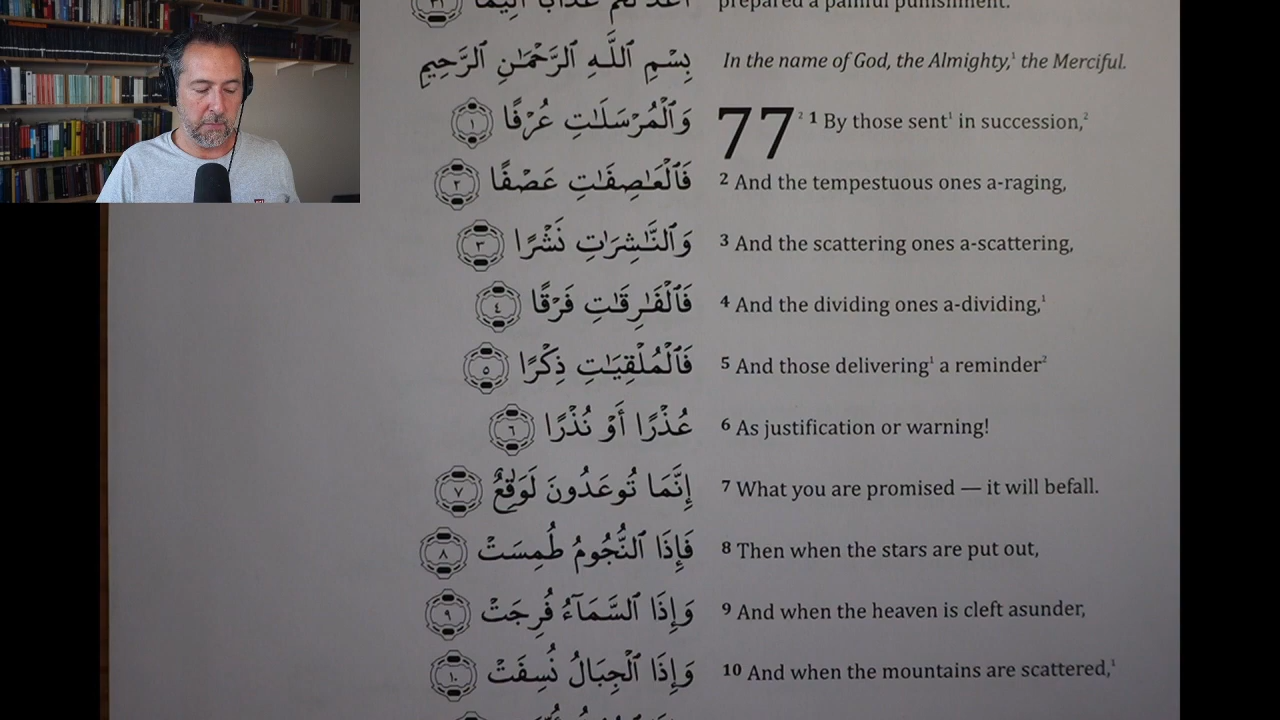 أَعَدَّ لَهُمْ عَذَابًا أَلِيمًا ٣١ prepared a painful punishment.
بِسْمِ ٱللَّـهِ ٱلرَّحْمَـٰنِ ٱلرَّحِيمِ In the name of God, the Almighty,¹ the Merciful.
وَٱلْمُرْسَلَـٰتِ عُرْفًا ١ 77² 1 By those sent¹ in succession,²
فَٱلْعَـٰصِفَـٰتِ عَصْفًا ٢ 2 And the tempestuous ones a-raging,
وَٱلنَّـٰشِرَٰتِ نَشْرًا ٣ 3 And the scattering ones a-scattering,
فَٱلْفَـٰرِقَـٰتِ فَرْقًا ٤ 4 And the dividing ones a-dividing,¹
فَٱلْمُلْقِيَـٰتِ ذِكْرًا ٥ 5 And those delivering¹ a reminder²
عُذْرًا أَوْ نُذْرًا ٦ 6 As justification or warning!
إِنَّمَا تُوعَدُونَ لَوَٰقِعٌ ٧ 7 What you are promised — it will befall.
فَإِذَا ٱلنُّجُومُ طُمِسَتْ ٨ 8 Then when the stars are put out,
وَإِذَا ٱلسَّمَآءُ فُرِجَتْ ٩ 9 And when the heaven is cleft asunder,
وَإِذَا ٱلْجِبَالُ نُسِفَتْ ١٠ 10 And when the mountains are scattered,¹